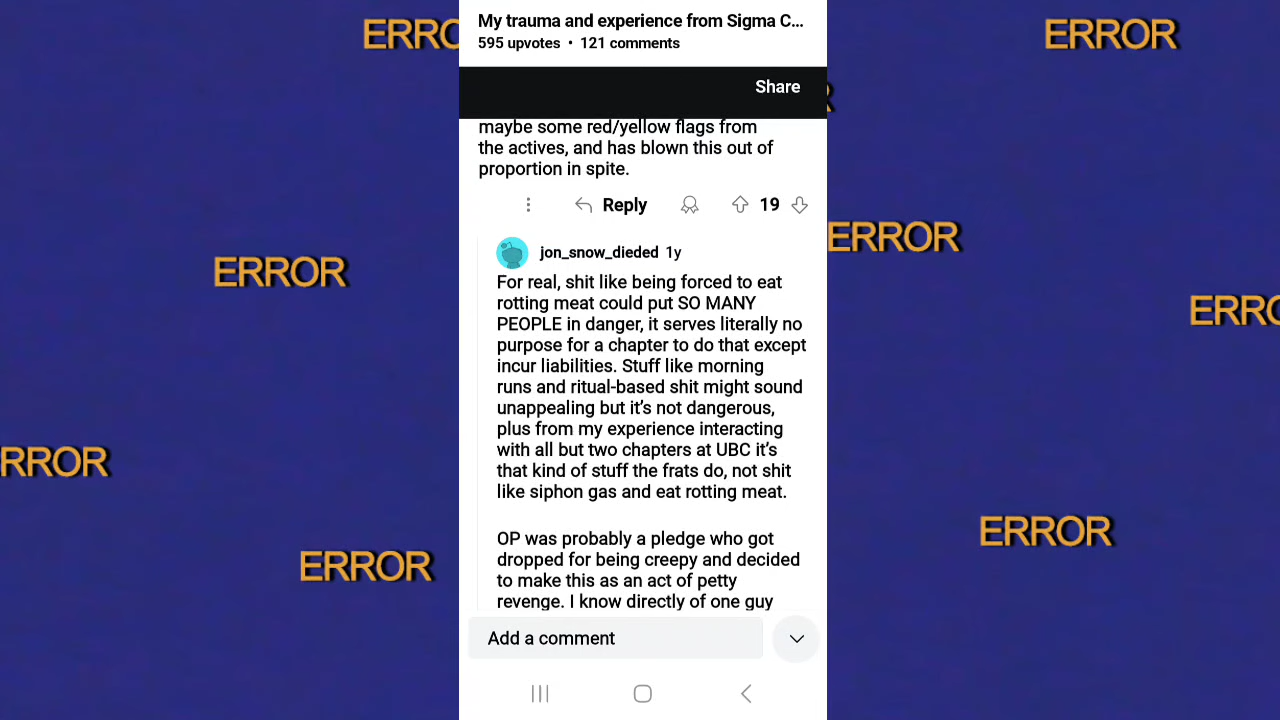 My trauma and experience from Sigma C...
595 upvotes • 121 comments
Share
maybe some red/yellow flags from
the actives, and has blown this out of
proportion in spite.
Reply
19
jon_snow_dieded 1y
For real, shit like being forced to eat
rotting meat could put SO MANY
PEOPLE in danger, it serves literally no
purpose for a chapter to do that except
incur liabilities. Stuff like morning
runs and ritual-based shit might sound
unappealing but it’s not dangerous,
plus from my experience interacting
with all but two chapters at UBC it’s
that kind of stuff the frats do, not shit
like siphon gas and eat rotting meat.
OP was probably a pledge who got
dropped for being creepy and decided
to make this as an act of petty
revenge. I know directly of one guy
Add a comment
ERRO
ERROR
ERROR
ERROR
ERRO
RROR
ERROR
ERROR
R